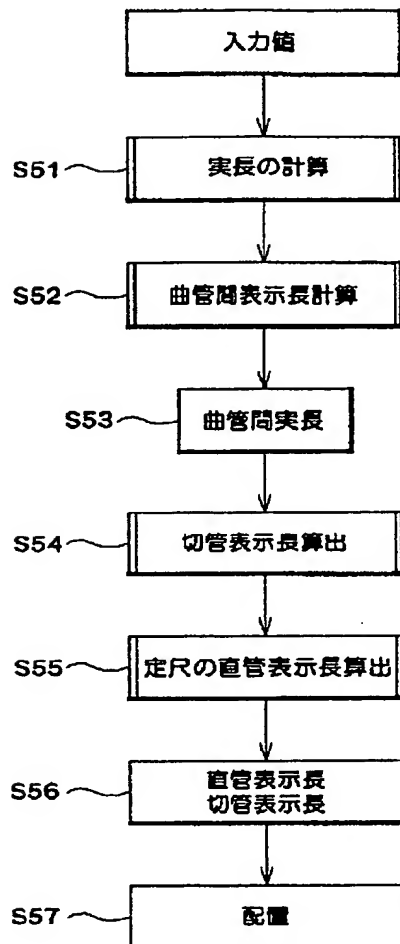 入力値
S51 実長の計算
S52 曲管間表示長計算
S53 曲管間実長
S54 切管表示長算出
S55 定尺の直管表示長算出
S56 直管表示長
切管表示長
S57 配置